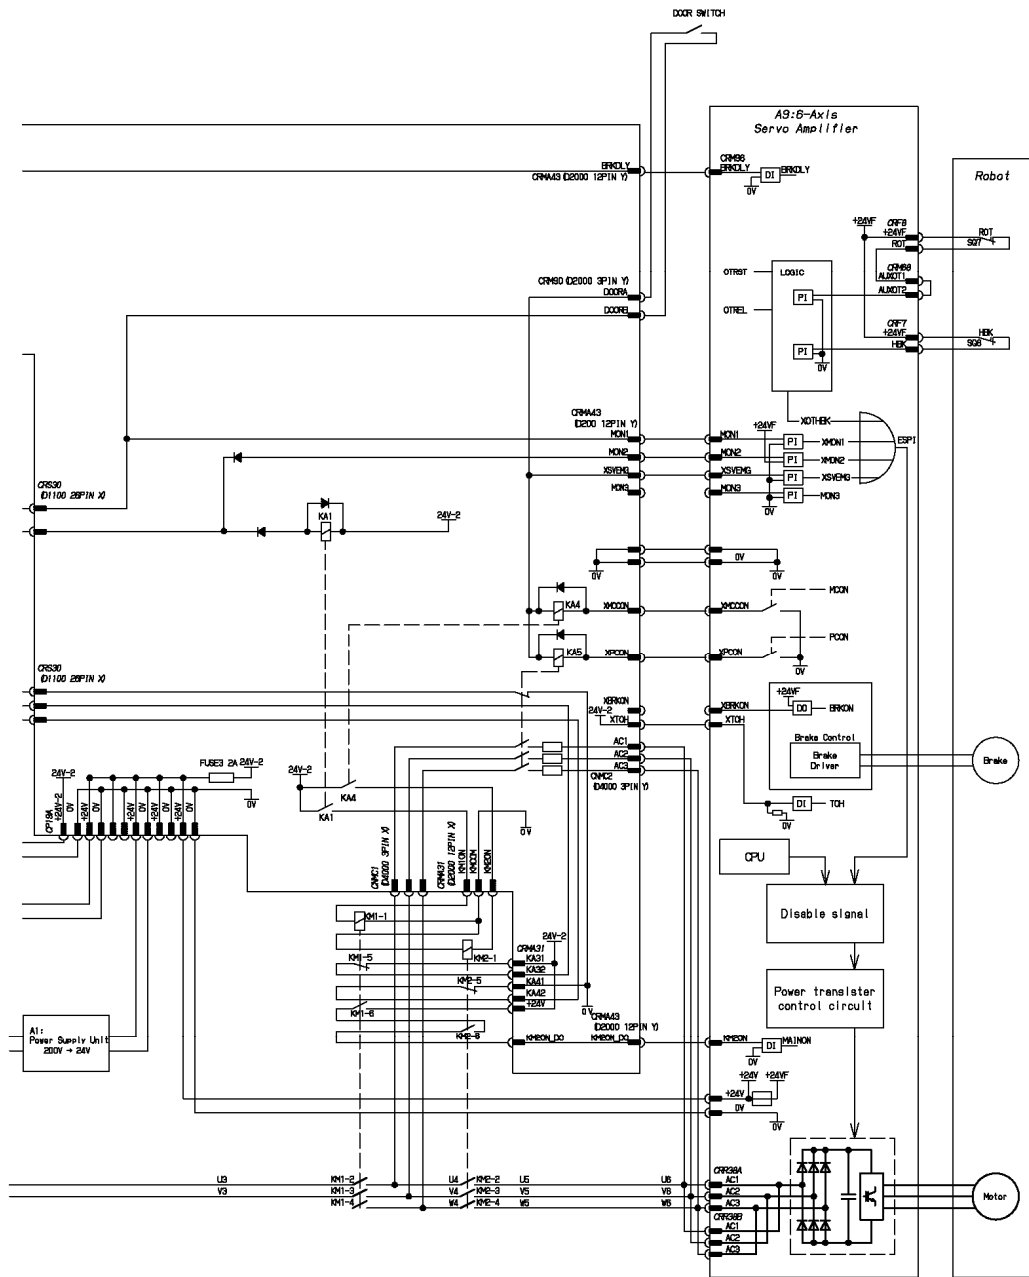 DOOR SWITCH
A9:6-Axis
Servo Amplifier
Robot
BRKDLY
CRMA43 (D2000 12PIN Y)
CRM96
BRKDLY
DI
BRKDLY
0V
+24VF
CRF8
+24VF
ROT
ROT
SQ7
CRM68
AUXOT1
AUXOT2
OTRST
LOGIC
PI
OTREL
PI
0V
CRF7
+24VF
HBK
HBK
SQ6
CRM90 (D2000 3PIN Y)
DOORA
DOORB
CRMA43
(D200 12PIN Y)
MON1
MON2
XSVEMG
MON3
MON1
MON2
XSVEMG
MON3
+24VF
XOTHBK
PI
XMON1
PI
XMON2
PI
XSVEMG
PI
MON3
0V
ESPI
CRS30
(D1100 26PIN X)
KA1
24V-2
0V
0V
0V
KA4
XMCCON
XMCCON
MCON
KA5
XPCON
XPCON
PCON
0V
CRS30
(D1100 26PIN X)
XBRKON
24V-2
XTOH
XBRKON
XTOH
+24VF
DO
BRKON
Brake Control
Brake
Driver
Brake
AC1
AC2
AC3
CNMC2
(D4000 3PIN Y)
24V-2
FUSE3 2A
24V-2
0V
24V-2
KA4
KA1
0V
DI
TOH
0V
CP19A
+24V-2
0V
+24V
0V
+24V
0V
+24V
0V
CNMC1
(D4000 3PIN X)
CRMA31
(D2000 12PIN X)
KM1ON
KMCOM
KM2ON
CPU
Disable signal
Power transister
control circuit
KM1-1
KM2-1
KM1-5
KM2-5
KM1-6
KM2-6
24V-2
CRMA31
KA31
KA32
KA41
KA42
+24V
0V
CRMA43
(D2000 12PIN Y)
KM2ON_DO
KM2ON_DO
KM2ON
DI
MAINON
0V
A1:
Power Supply Unit
200V → 24V
+24V
+24VF
+24V
0V
0V
U3
V3
KM1-2
KM1-3
KM1-4
U4
V4
W4
KM2-2
KM2-3
KM2-4
U5
V5
W5
U6
V6
W6
CRR38A
AC1
AC2
AC3
CRR38B
AC1
AC2
AC3
Motor